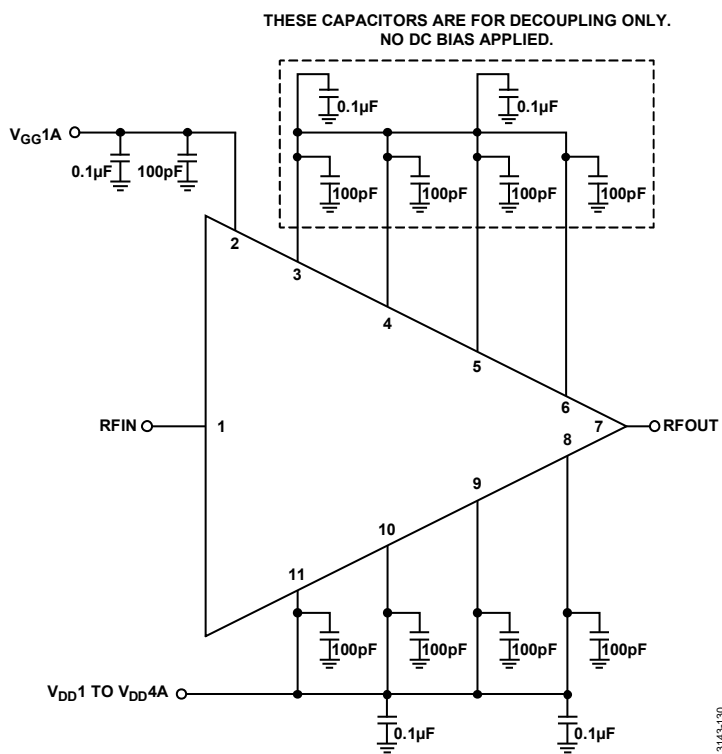 THESE CAPACITORS ARE FOR DECOUPLING ONLY.
NO DC BIAS APPLIED.
0.1µF
0.1µF
VGG1A
0.1µF
100pF
100pF
100pF
100pF
100pF
2
3
4
5
6
RFIN
1
7
RFOUT
8
9
10
11
100pF
100pF
100pF
100pF
VDD1 TO VDD4A
0.1µF
0.1µF
3143-130